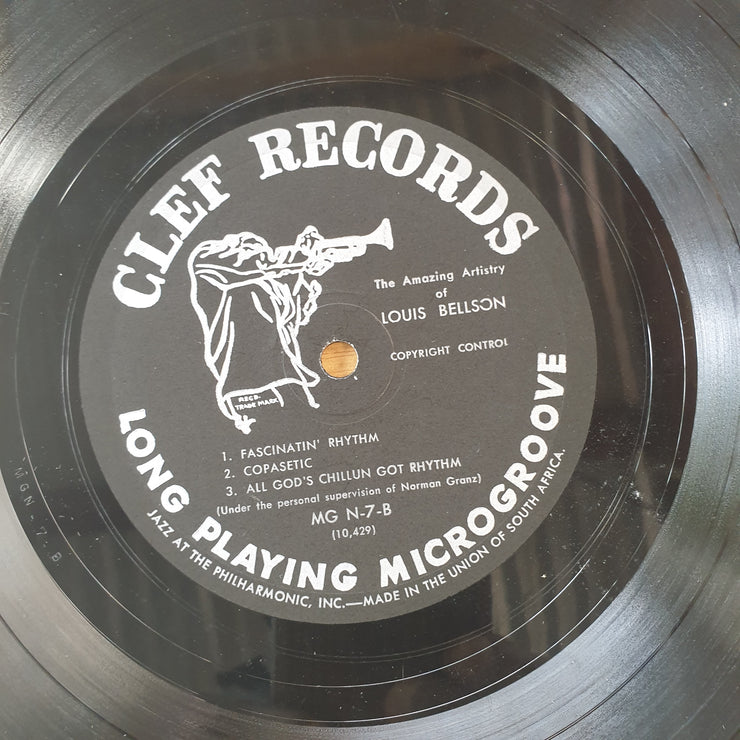 CLEF RECORDS
The Amazing Artistry
of
LOUIS BELLSON
COPYRIGHT CONTROL
REGD.
TRADE MARK
1. FASCINATIN' RHYTHM
2. COPASETIC
3. ALL GOD'S CHILLUN GOT RHYTHM
(Under the personal supervision of Norman Granz)
MG N-7-B
(10,429)
LONG PLAYING MICROGROOVE
JAZZ AT THE PHILHARMONIC, INC.—MADE IN THE UNION OF SOUTH AFRICA.
MGN-7-B